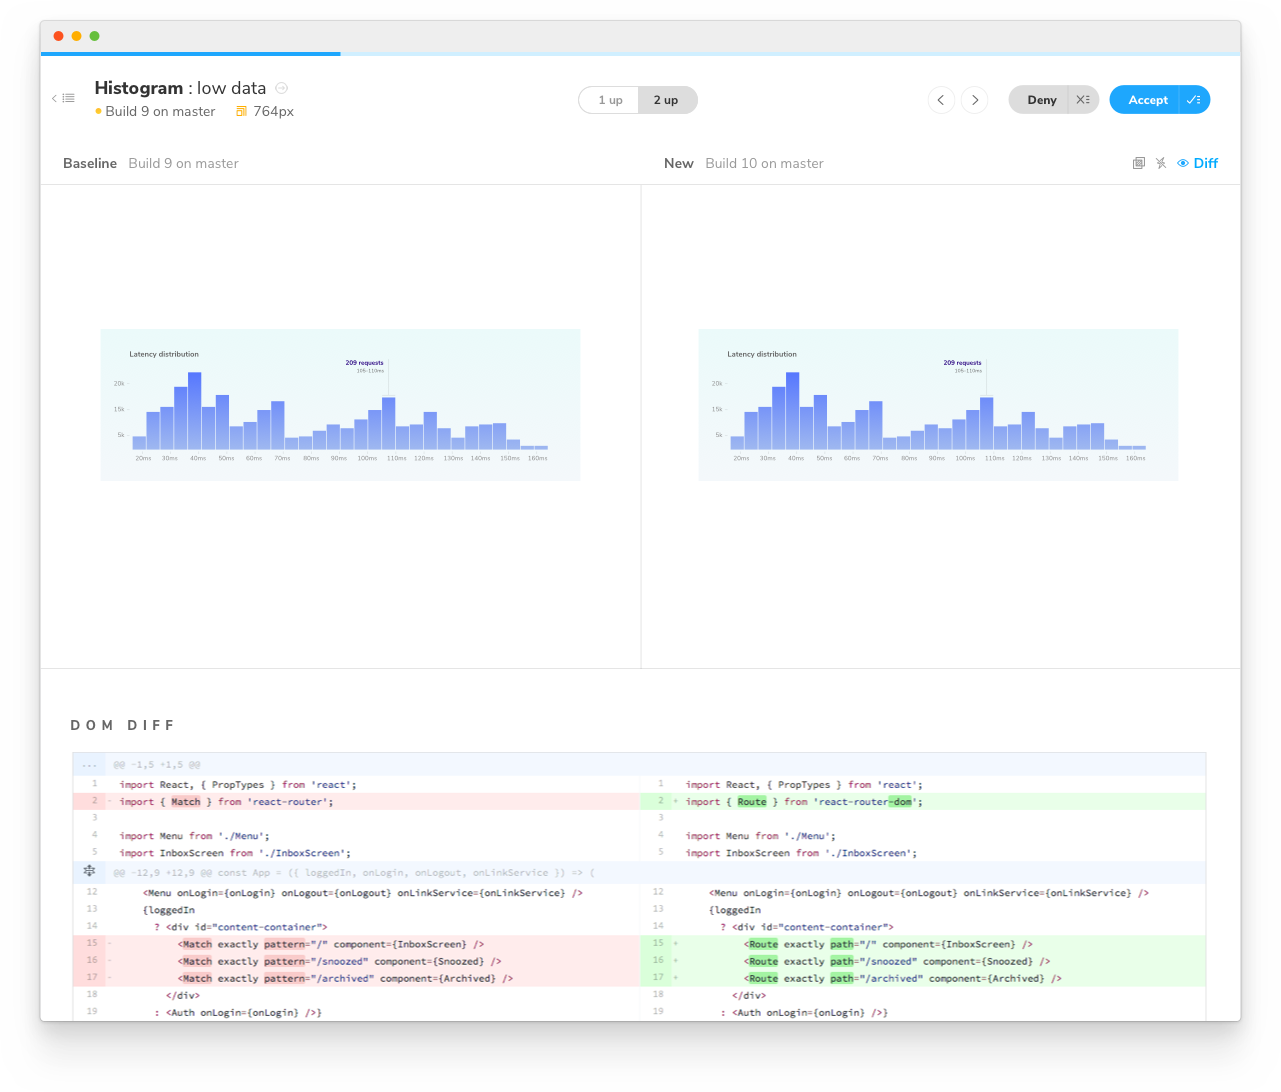 Histogram : low data
Build 9 on master 764px
1 up 2 up
Deny Accept
Baseline Build 9 on master
New Build 10 on master
Diff
Latency distribution
209 requests
105-110ms
20k
15k
5k
20ms 30ms 40ms 50ms 60ms 70ms 80ms 90ms 100ms 110ms 120ms 130ms 140ms 150ms 160ms
Latency distribution
209 requests
105-110ms
20k
15k
5k
20ms 30ms 40ms 50ms 60ms 70ms 80ms 90ms 100ms 110ms 120ms 130ms 140ms 150ms 160ms
DOM DIFF
... @@ -1,5 +1,5 @@
1 import React, { PropTypes } from 'react';
2 - import { Match } from 'react-router';
3
4 import Menu from './Menu';
5 import InboxScreen from './InboxScreen';
1 import React, { PropTypes } from 'react';
2 + import { Route } from 'react-router-dom';
3
4 import Menu from './Menu';
5 import InboxScreen from './InboxScreen';
@@ -12,9 +12,9 @@ const App = ({ loggedIn, onLogin, onLogout, onLinkService }) => (
12 <Menu onLogin={onLogin} onLogout={onLogout} onLinkService={onLinkService} />
13 {loggedIn
14 ? <div id="content-container">
15 - <Match exactly pattern="/" component={InboxScreen} />
16 - <Match exactly pattern="/snoozed" component={Snoozed} />
17 - <Match exactly pattern="/archived" component={Archived} />
18 </div>
19 : <Auth onLogin={onLogin} />}
12 <Menu onLogin={onLogin} onLogout={onLogout} onLinkService={onLinkService} />
13 {loggedIn
14 ? <div id="content-container">
15 + <Route exactly path="/" component={InboxScreen} />
16 + <Route exactly path="/snoozed" component={Snoozed} />
17 + <Route exactly path="/archived" component={Archived} />
18 </div>
19 : <Auth onLogin={onLogin} />}